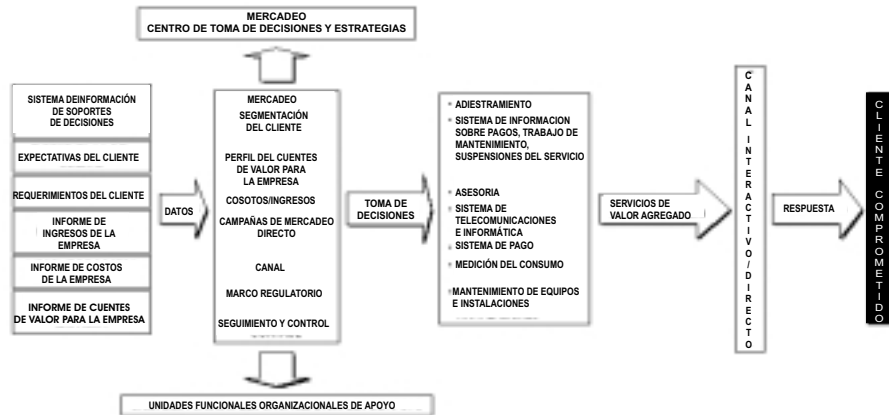 MERCADEO
CENTRO DE TOMA DE DECISIONES Y ESTRATEGIAS
SISTEMA DEINFORMACIÓN
DE SOPORTES
DE DECISIONES
EXPECTATIVAS DEL CLIENTE
REQUERIMIENTOS DEL CLIENTE
INFORME DE
INGRESOS DE LA
EMPRESA
INFORME DE COSTOS
DE LA EMPRESA
INFORME DE CUENTES
DE VALOR PARA LA EMPRESA
DATOS
MERCADEO
SEGMENTACIÓN
DEL CLIENTE
PERFIL DEL CUENTES
DE VALOR PARA
LA EMPRESA
COSOTOS/INGRESOS
CAMPAÑAS DE MERCADEO
DIRECTO
CANAL
MARCO REGULATORIO
SEGUIMIENTO Y CONTROL
TOMA DE
DECISIONES
ADIESTRAMIENTO
SISTEMA DE INFORMACION
SOBRE PAGOS, TRABAJO DE
MANTENIMIENTO,
SUSPENSIONES DEL SERVICIO
ASESORIA
SISTEMA DE
TELECOMUNICACIONES
E INFORMÁTICA
SISTEMA DE PAGO
MEDICIÓN DEL CONSUMO
MANTENIMIENTO DE EQUIPOS
E INSTALACIONES
SERVICIOS DE
VALOR AGREGADO
CANAL INTERACTIVO/DIRECTO
RESPUESTA
CLIENTE COMPROMETIDO
UNIDADES FUNCIONALES ORGANIZACIONALES DE APOYO